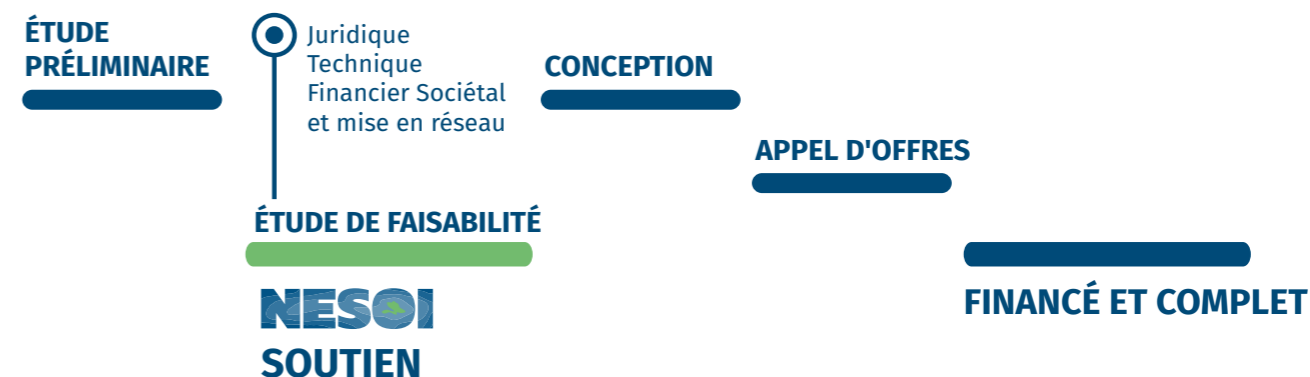 ÉTUDE
PRÉLIMINAIRE
Juridique
Technique
Financier Sociétal
et mise en réseau
ÉTUDE DE FAISABILITÉ
NESOI
SOUTIEN
CONCEPTION
APPEL D'OFFRES
FINANCÉ ET COMPLET